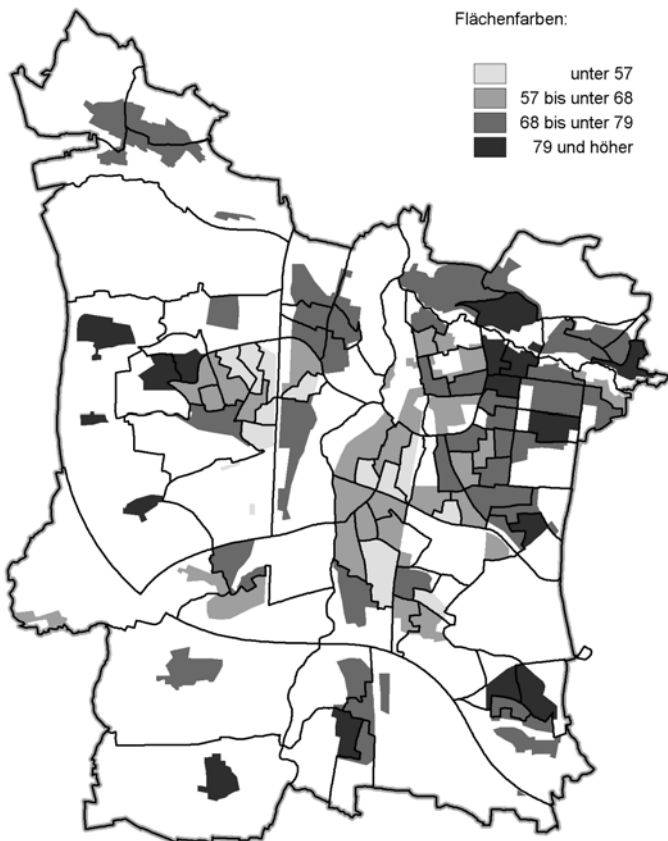 Flächenfarben:
unter 57
57 bis unter 68
68 bis unter 79
79 und höher